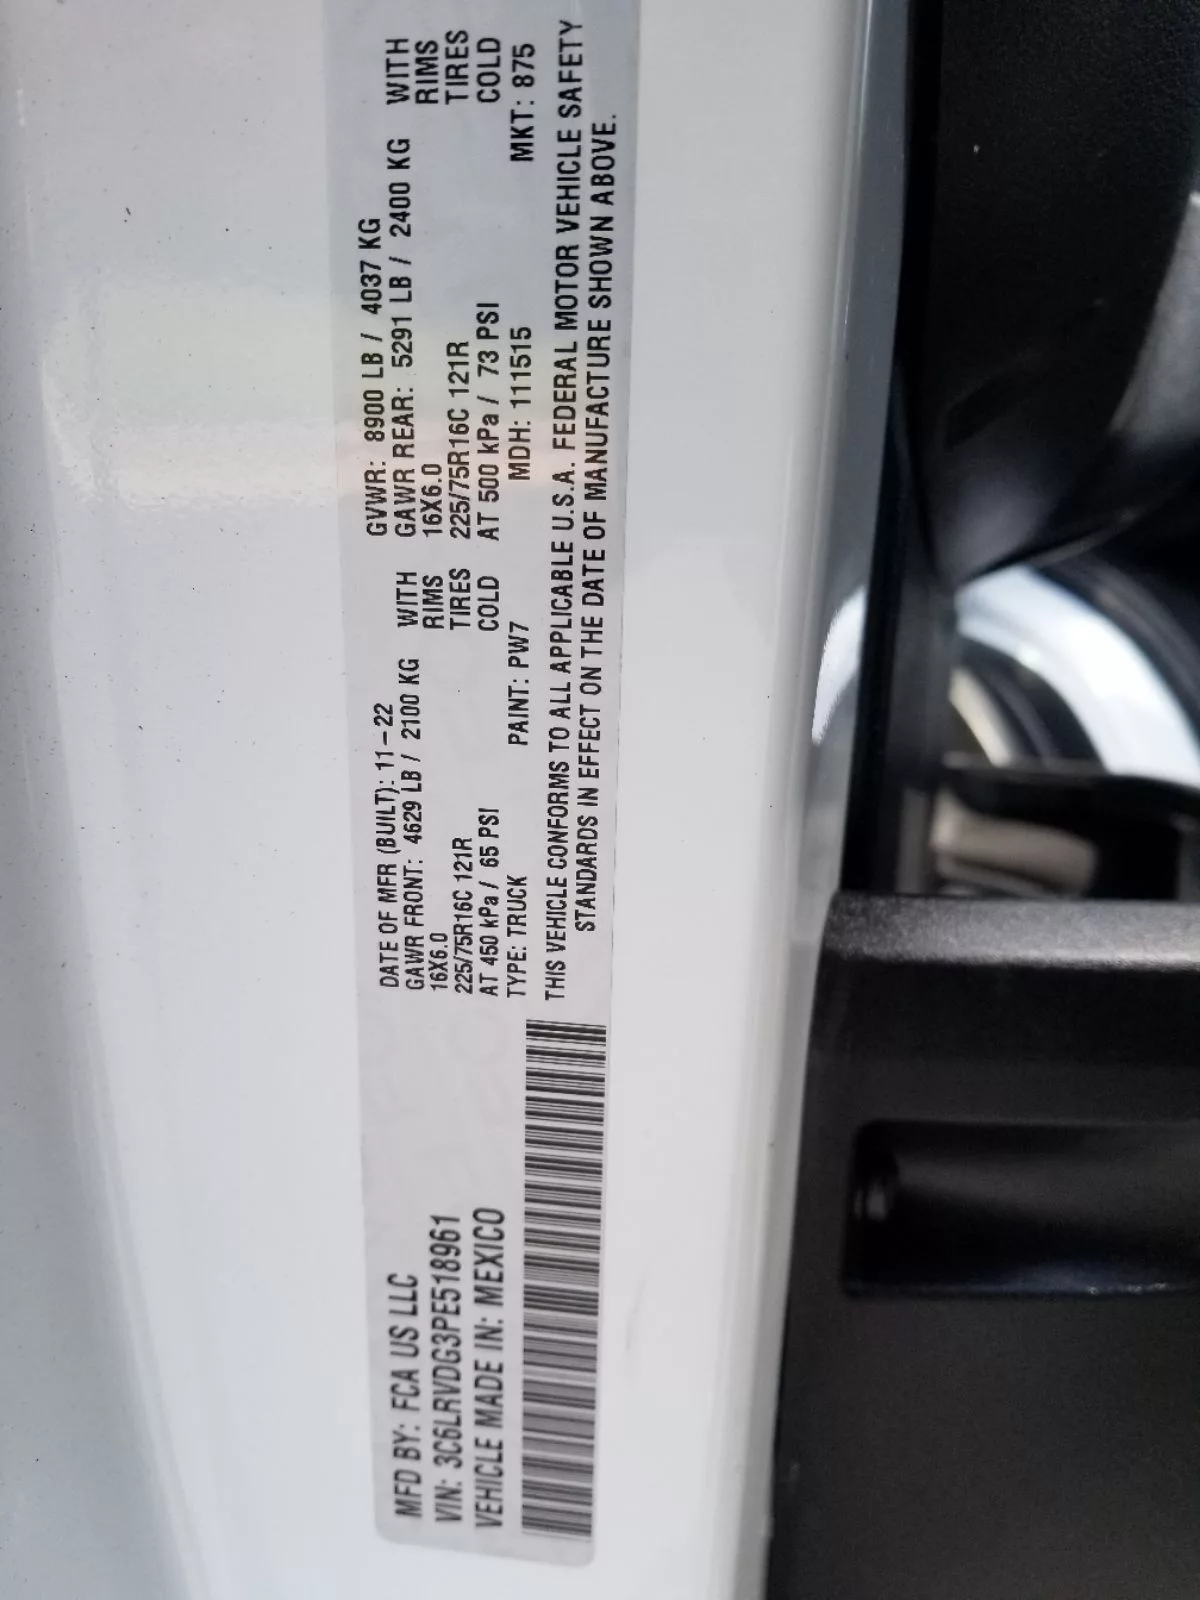 MFD BY: FCA US LLC
VIN: 3C6LRVDG3PE518961
VEHICLE MADE IN: MEXICO
DATE OF MFR (BUILT): 11-22 GVWR: 8900 LB / 4037 KG
GAWR FRONT: 4629 LB / 2100 KG WITH GAWR REAR: 5291 LB / 2400 KG WITH
16X6.0 RIMS 16X6.0 RIMS
225/75R16C 121R TIRES 225/75R16C 121R TIRES
AT 450 kPa / 65 PSI COLD AT 500 kPa / 73 PSI COLD
TYPE: TRUCK PAINT: PW7 MDH: 111515 MKT: 875
THIS VEHICLE CONFORMS TO ALL APPLICABLE U.S.A. FEDERAL MOTOR VEHICLE SAFETY
STANDARDS IN EFFECT ON THE DATE OF MANUFACTURE SHOWN ABOVE.